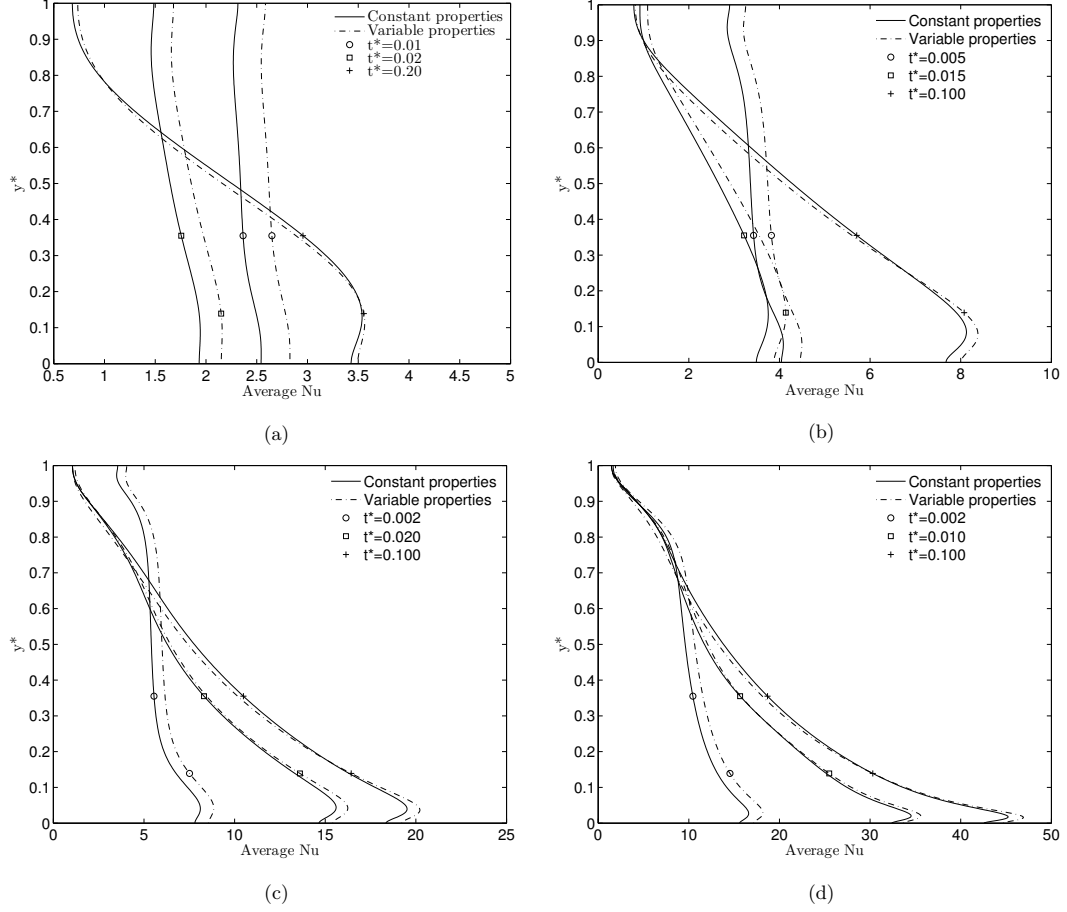 Constant properties
Variable properties
t*=0.01
t*=0.02
t*=0.20
1
0.9
0.8
0.7
0.6
0.5
0.4
0.3
0.2
0.1
0
y*
0.5 1 1.5 2 2.5 3 3.5 4 4.5 5
Average Nu
(a)
Constant properties
Variable properties
t*=0.005
t*=0.015
t*=0.100
1
0.9
0.8
0.7
0.6
0.5
0.4
0.3
0.2
0.1
0
y*
0 2 4 6 8 10
Average Nu
(b)
Constant properties
Variable properties
t*=0.002
t*=0.020
t*=0.100
1
0.9
0.8
0.7
0.6
0.5
0.4
0.3
0.2
0.1
0
y*
0 5 10 15 20 25
Average Nu
(c)
Constant properties
Variable properties
t*=0.002
t*=0.010
t*=0.100
1
0.9
0.8
0.7
0.6
0.5
0.4
0.3
0.2
0.1
0
y*
0 10 20 30 40 50
Average Nu
(d)